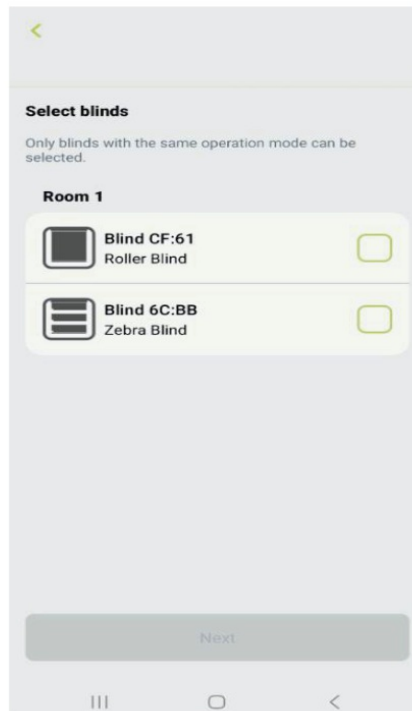 Select blinds
Only blinds with the same operation mode can be
selected.
Room 1
Blind CF:61
Roller Blind
Blind 6C:BB
Zebra Blind
Next